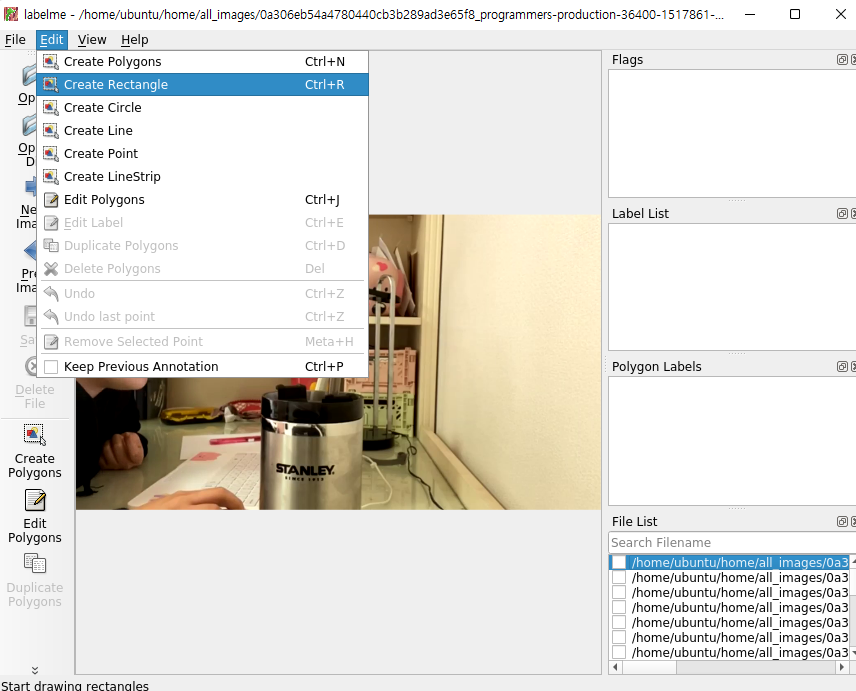 labelme - /home/ubuntu/home/all_images/0a306eb54a4780440cb3b289ad3e65f8_programmers-production-36400-1517861-...
File Edit View Help
Create Polygons Ctrl+N
Create Rectangle Ctrl+R
Create Circle
Create Line
Create Point
Create LineStrip
Edit Polygons Ctrl+J
Edit Label Ctrl+E
Duplicate Polygons Ctrl+D
Delete Polygons Del
Undo Ctrl+Z
Undo last point Ctrl+Z
Remove Selected Point Meta+H
Keep Previous Annotation Ctrl+P
Op
Op
D
Ne
Ima
Pre
Ima
Sa
Delete
File
Create
Polygons
Edit
Polygons
Duplicate
Polygons
STANLEY.
SINCE 1913
Flags
Label List
Polygon Labels
File List
Search Filename
/home/ubuntu/home/all_images/0a3
/home/ubuntu/home/all_images/0a3
/home/ubuntu/home/all_images/0a3
/home/ubuntu/home/all_images/0a3
/home/ubuntu/home/all_images/0a3
/home/ubuntu/home/all_images/0a3
/home/ubuntu/home/all_images/0a3
Start drawing rectangles